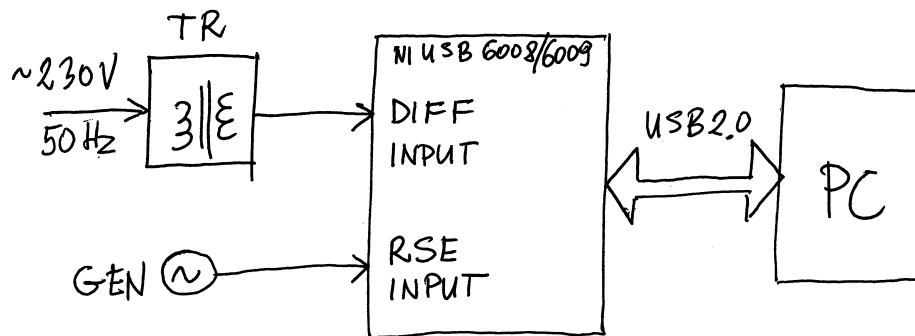 TR
~230V
50Hz
NI USB 6008/6009
DIFF
INPUT
USB2.0
PC
GEN
~
RSE
INPUT